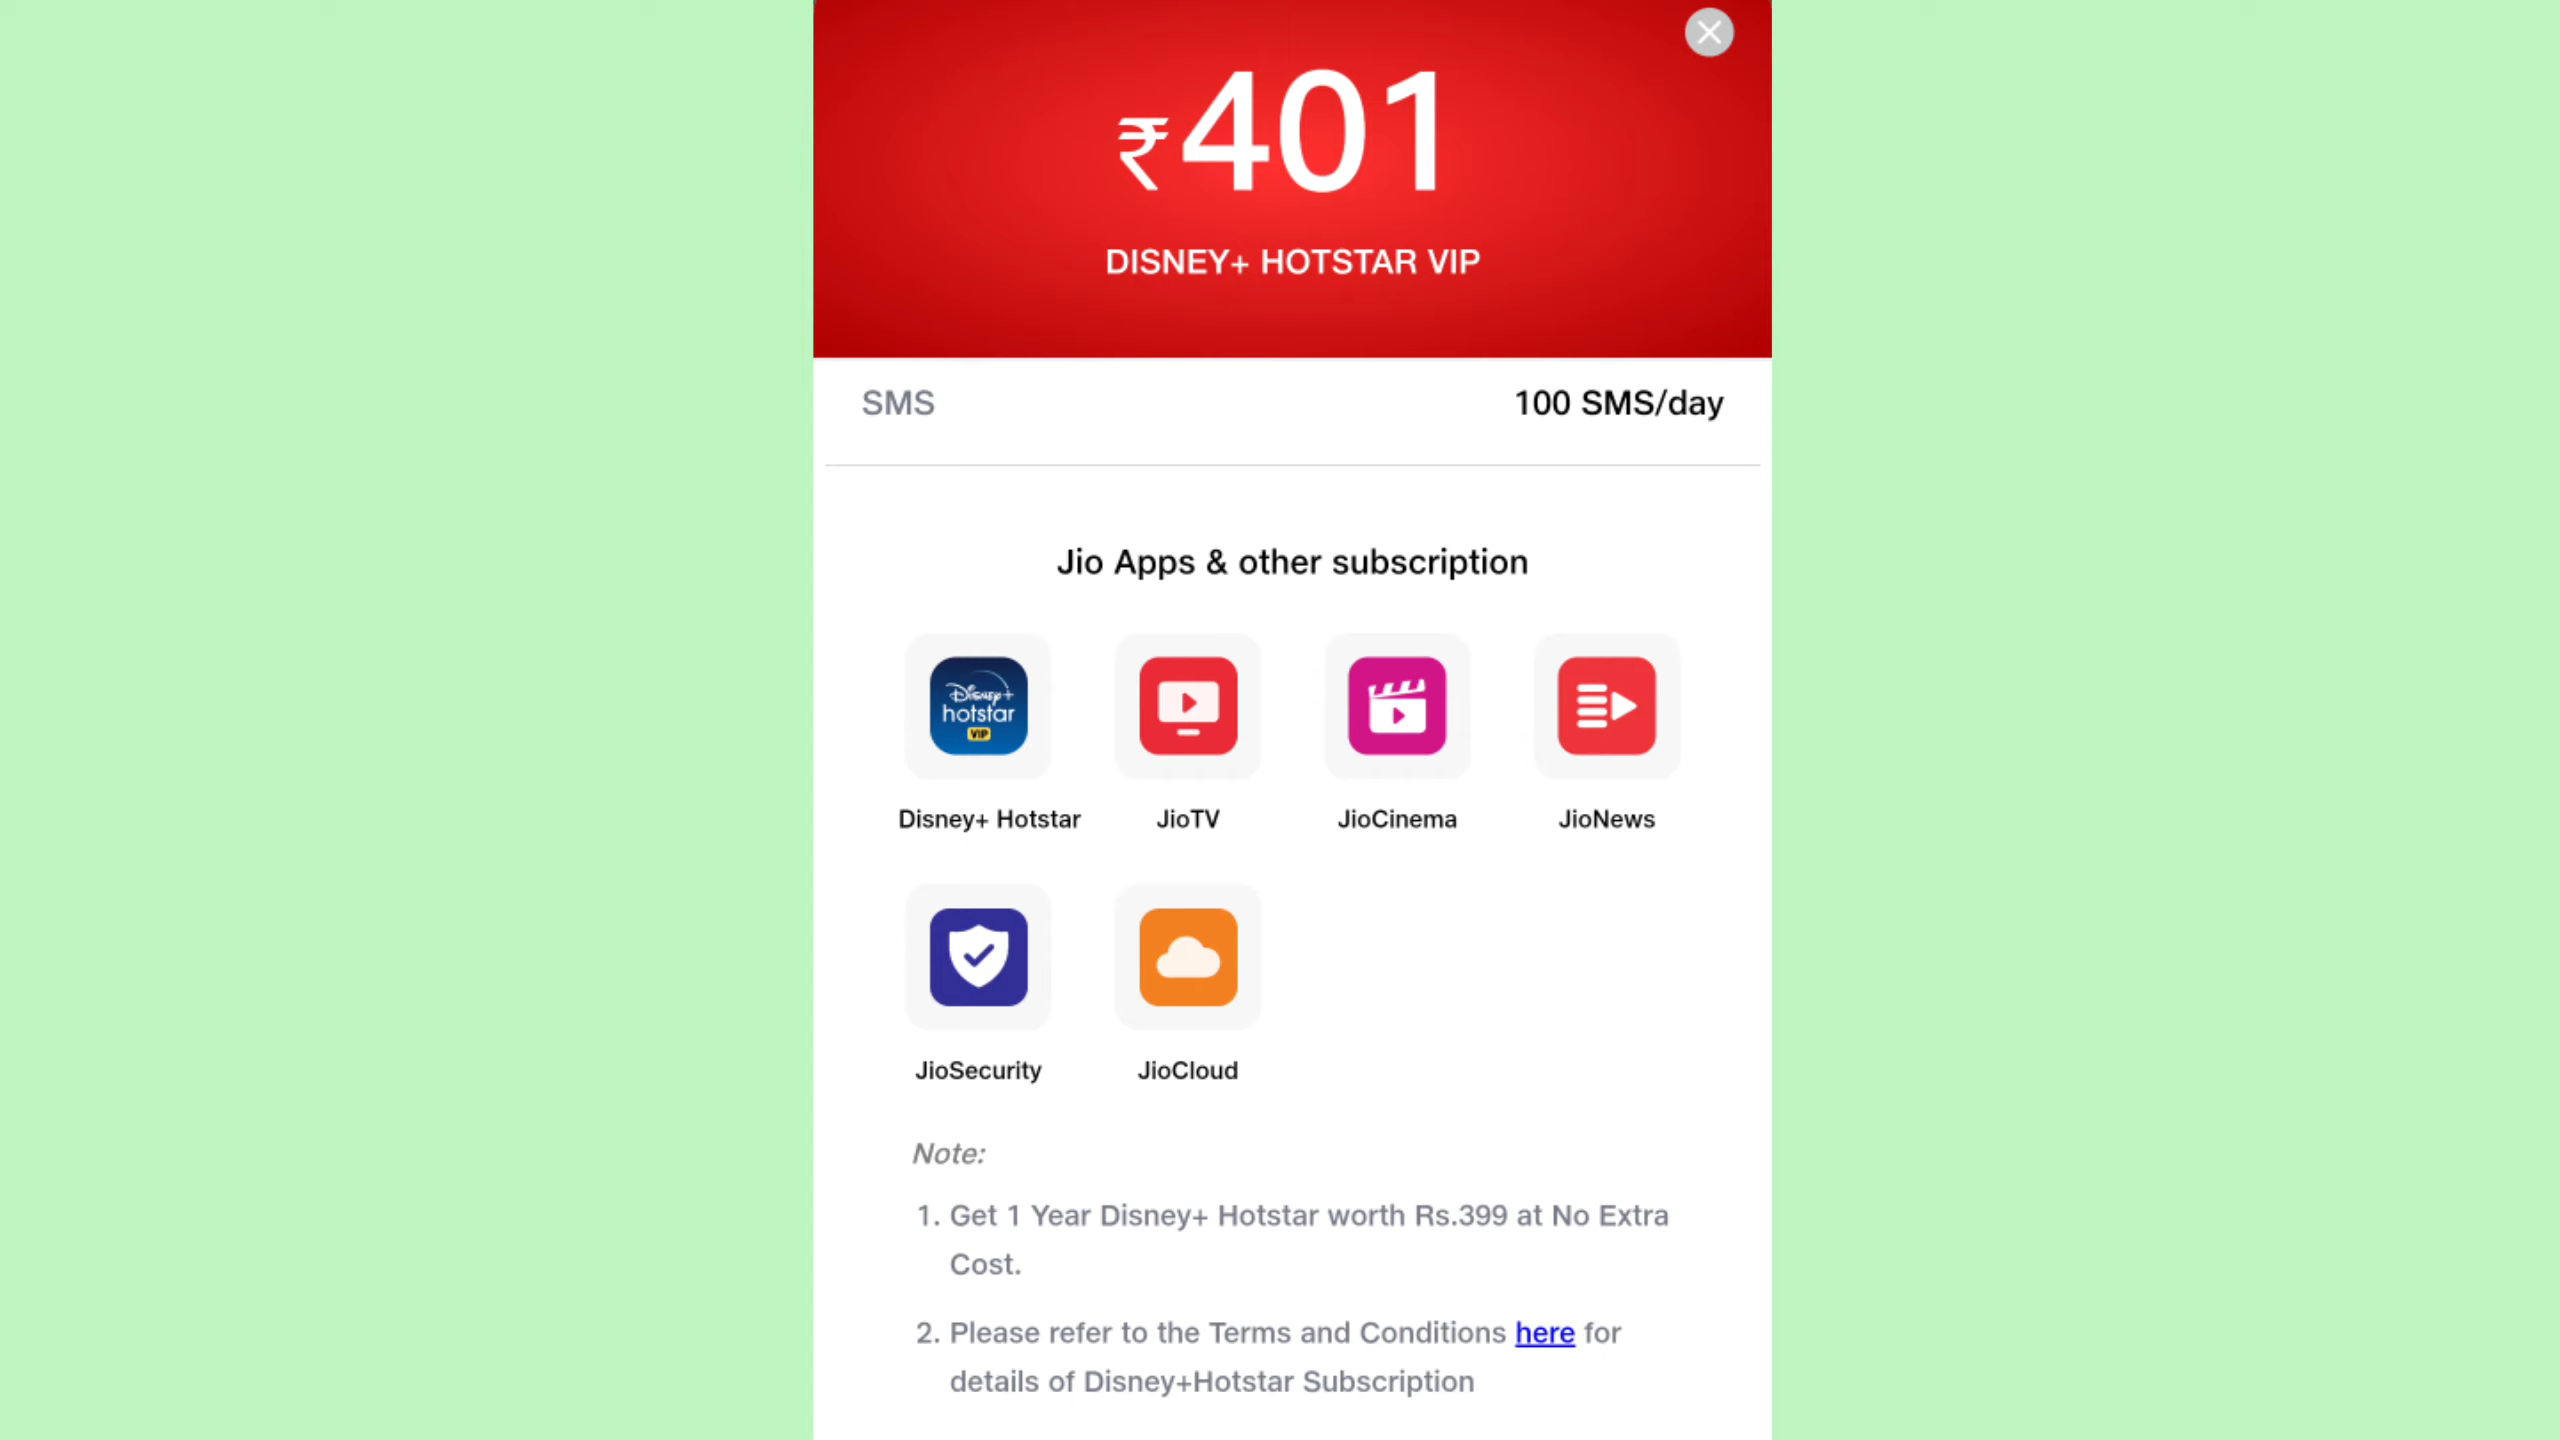 ₹401
DISNEY+ HOTSTAR VIP
SMS 100 SMS/day
Jio Apps & other subscription
Disney+
hotstar
VIP
Disney+ Hotstar JioTV JioCinema JioNews
JioSecurity JioCloud
Note:
1. Get 1 Year Disney+ Hotstar worth Rs.399 at No Extra
Cost.
2. Please refer to the Terms and Conditions here for
details of Disney+Hotstar Subscription